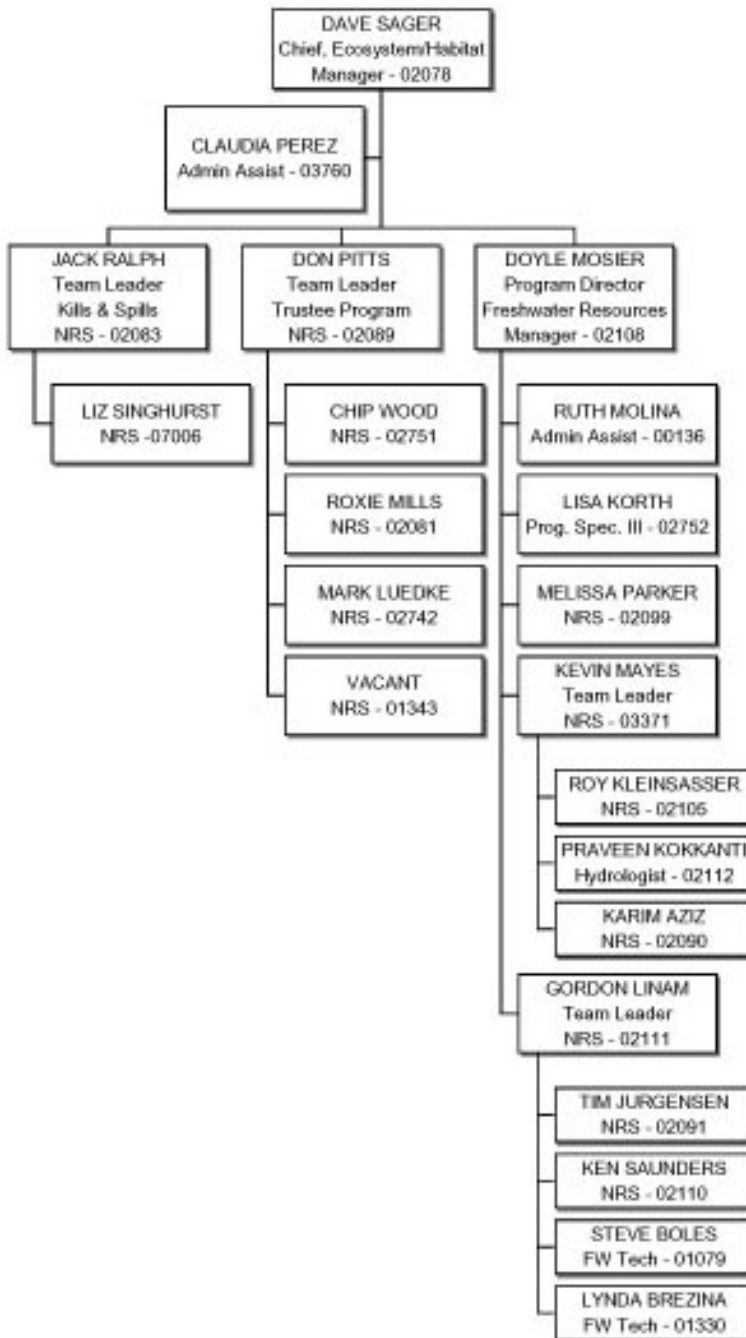 DAVE SAGER
Chief, Ecosystem/Habitat
Manager - 02078
CLAUDIA PEREZ
Admin Assist - 03760
JACK RALPH
Team Leader
Kills & Spills
NRS - 02083
DON PITTS
Team Leader
Trustee Program
NRS - 02089
DOYLE MOSIER
Program Director
Freshwater Resources
Manager - 02108
LIZ SINGHURST
NRS -07006
CHIP WOOD
NRS - 02751
ROXIE MILLS
NRS - 02081
MARK LUEDKE
NRS - 02742
VACANT
NRS - 01343
RUTH MOLINA
Admin Assist - 00136
LISA KORTH
Prog. Spec. III - 02752
MELISSA PARKER
NRS - 02099
KEVIN MAYES
Team Leader
NRS - 03371
ROY KLEINSASSER
NRS - 02105
PRAVEEN KOKKANTI
Hydrologist - 02112
KARIM AZIZ
NRS - 02090
GORDON LINAM
Team Leader
NRS - 02111
TIM JURGENSEN
NRS - 02091
KEN SAUNDERS
NRS - 02110
STEVE BOLES
FW Tech - 01079
LYNDA BREZINA
FW Tech - 01330